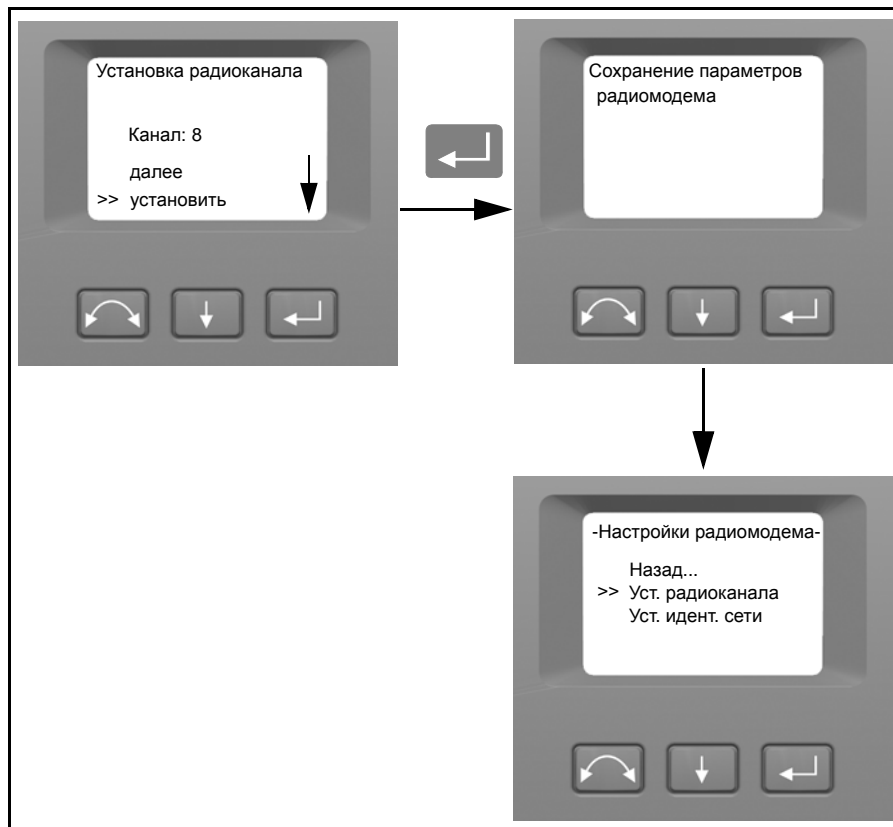 Установка радиоканала
Канал: 8
далее
>> установить
Сохранение параметров
радиомодема
-Настройки радиомодема-
Назад...
>> Уст. радиоканала
Уст. идент. сети